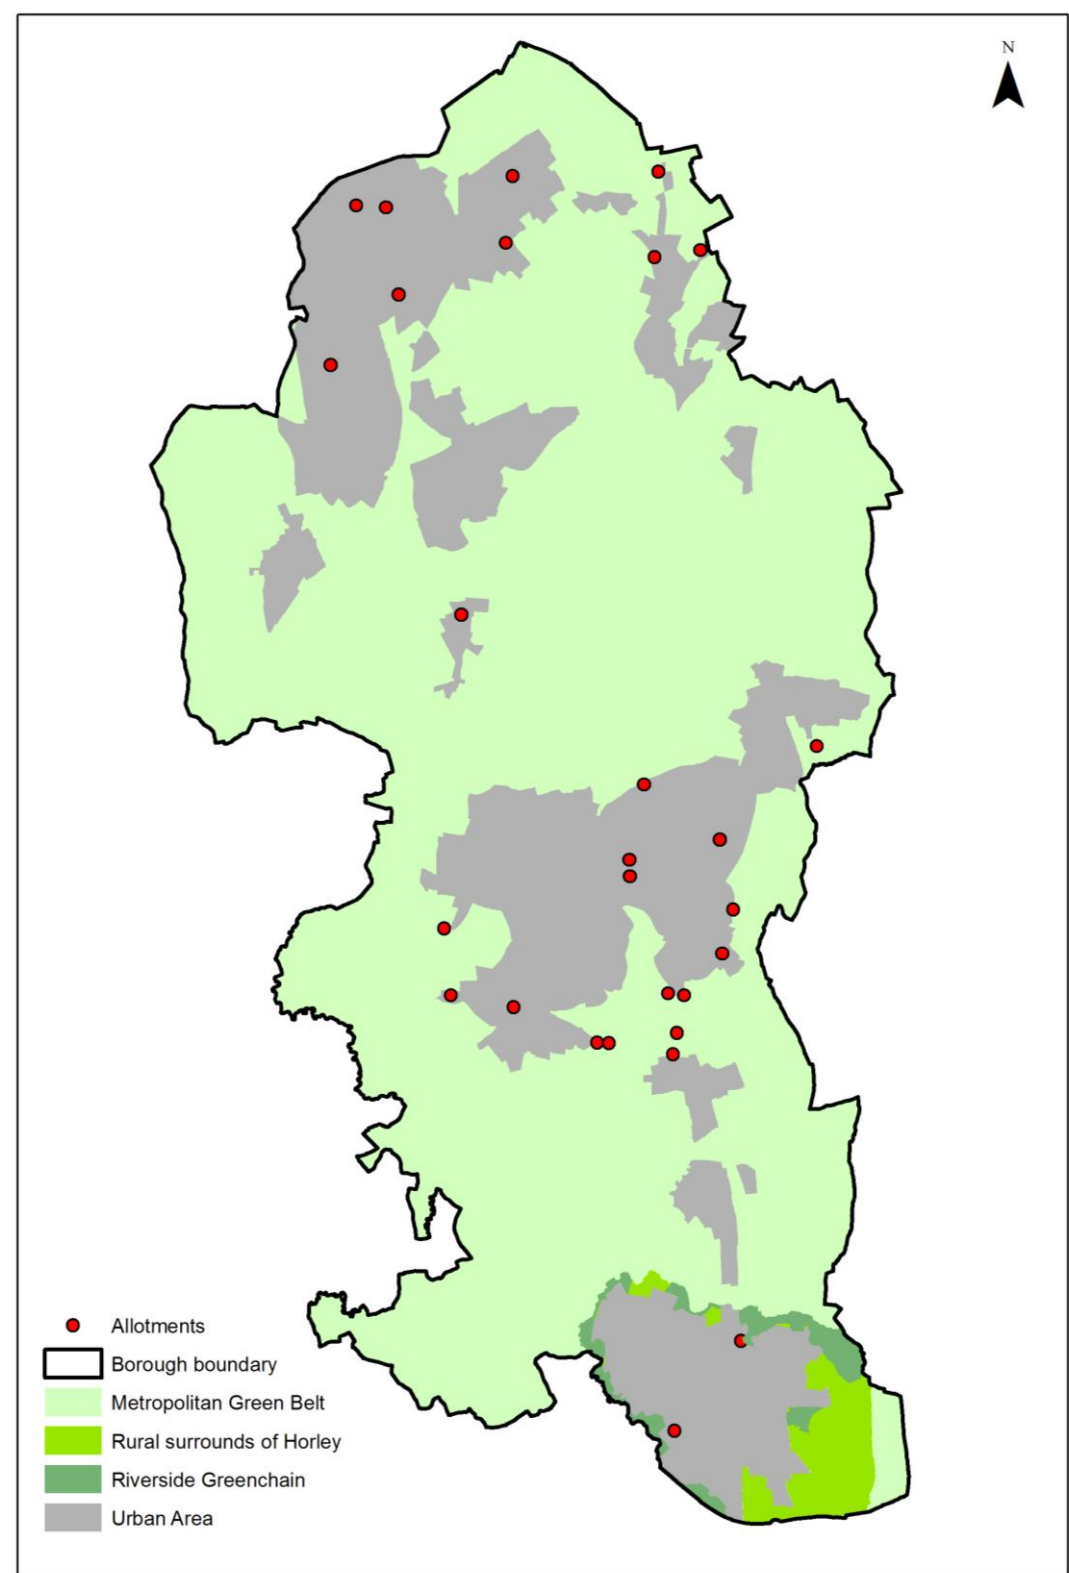 N
Allotments
Borough boundary
Metropolitan Green Belt
Rural surrounds of Horley
Riverside Greenchain
Urban Area